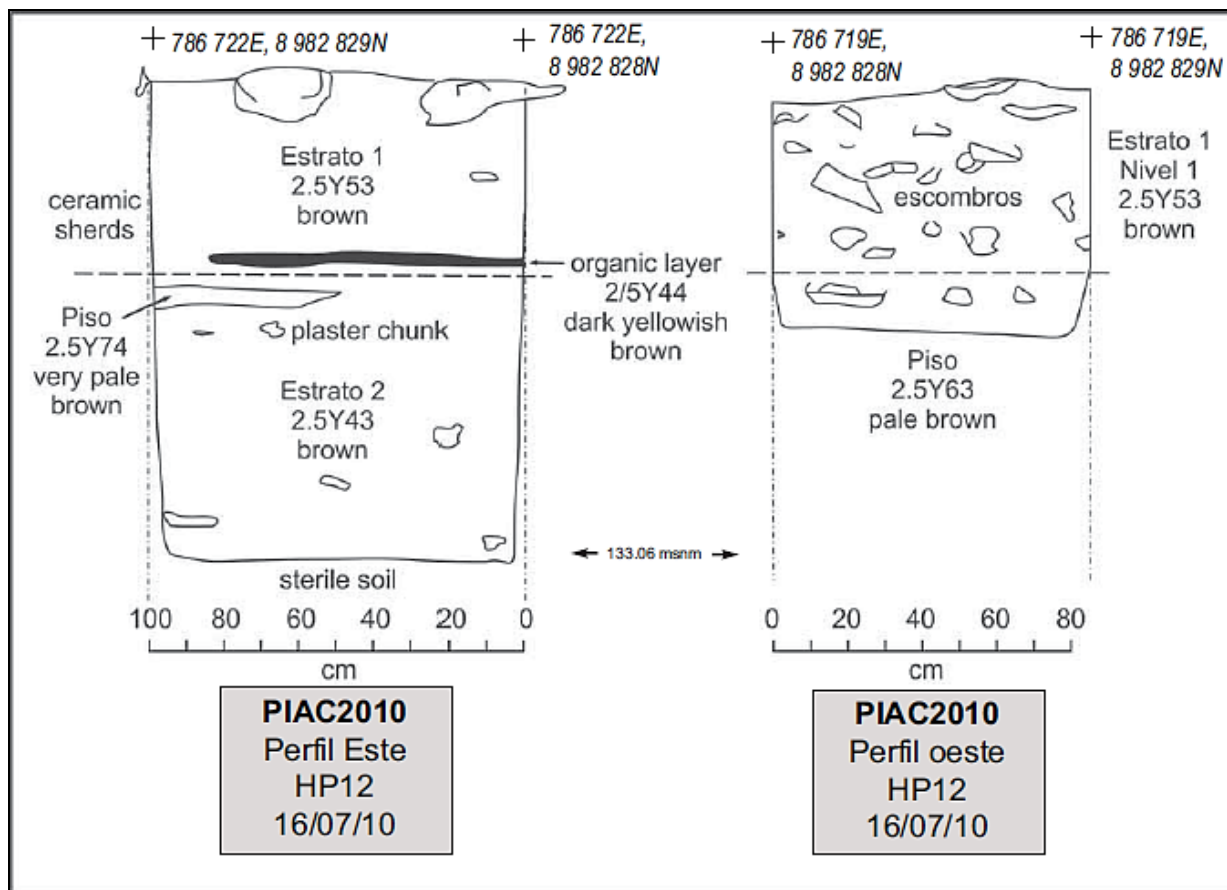 786 722E, 8 982 829N
786 722E,
8 982 828N
Estrato 1
2.5Y53
brown
ceramic
sherds
organic layer
2/5Y44
dark yellowish
brown
Piso
2.5Y74
very pale
brown
plaster chunk
Estrato 2
2.5Y43
brown
sterile soil
100 80 60 40 20 0
cm
PIAC2010
Perfil Este
HP12
16/07/10
133.06 msnm
786 719E,
8 982 828N
786 719E,
8 982 829N
Estrato 1
Nivel 1
2.5Y53
brown
escombros
Piso
2.5Y63
pale brown
0 20 40 60 80
cm
PIAC2010
Perfil oeste
HP12
16/07/10